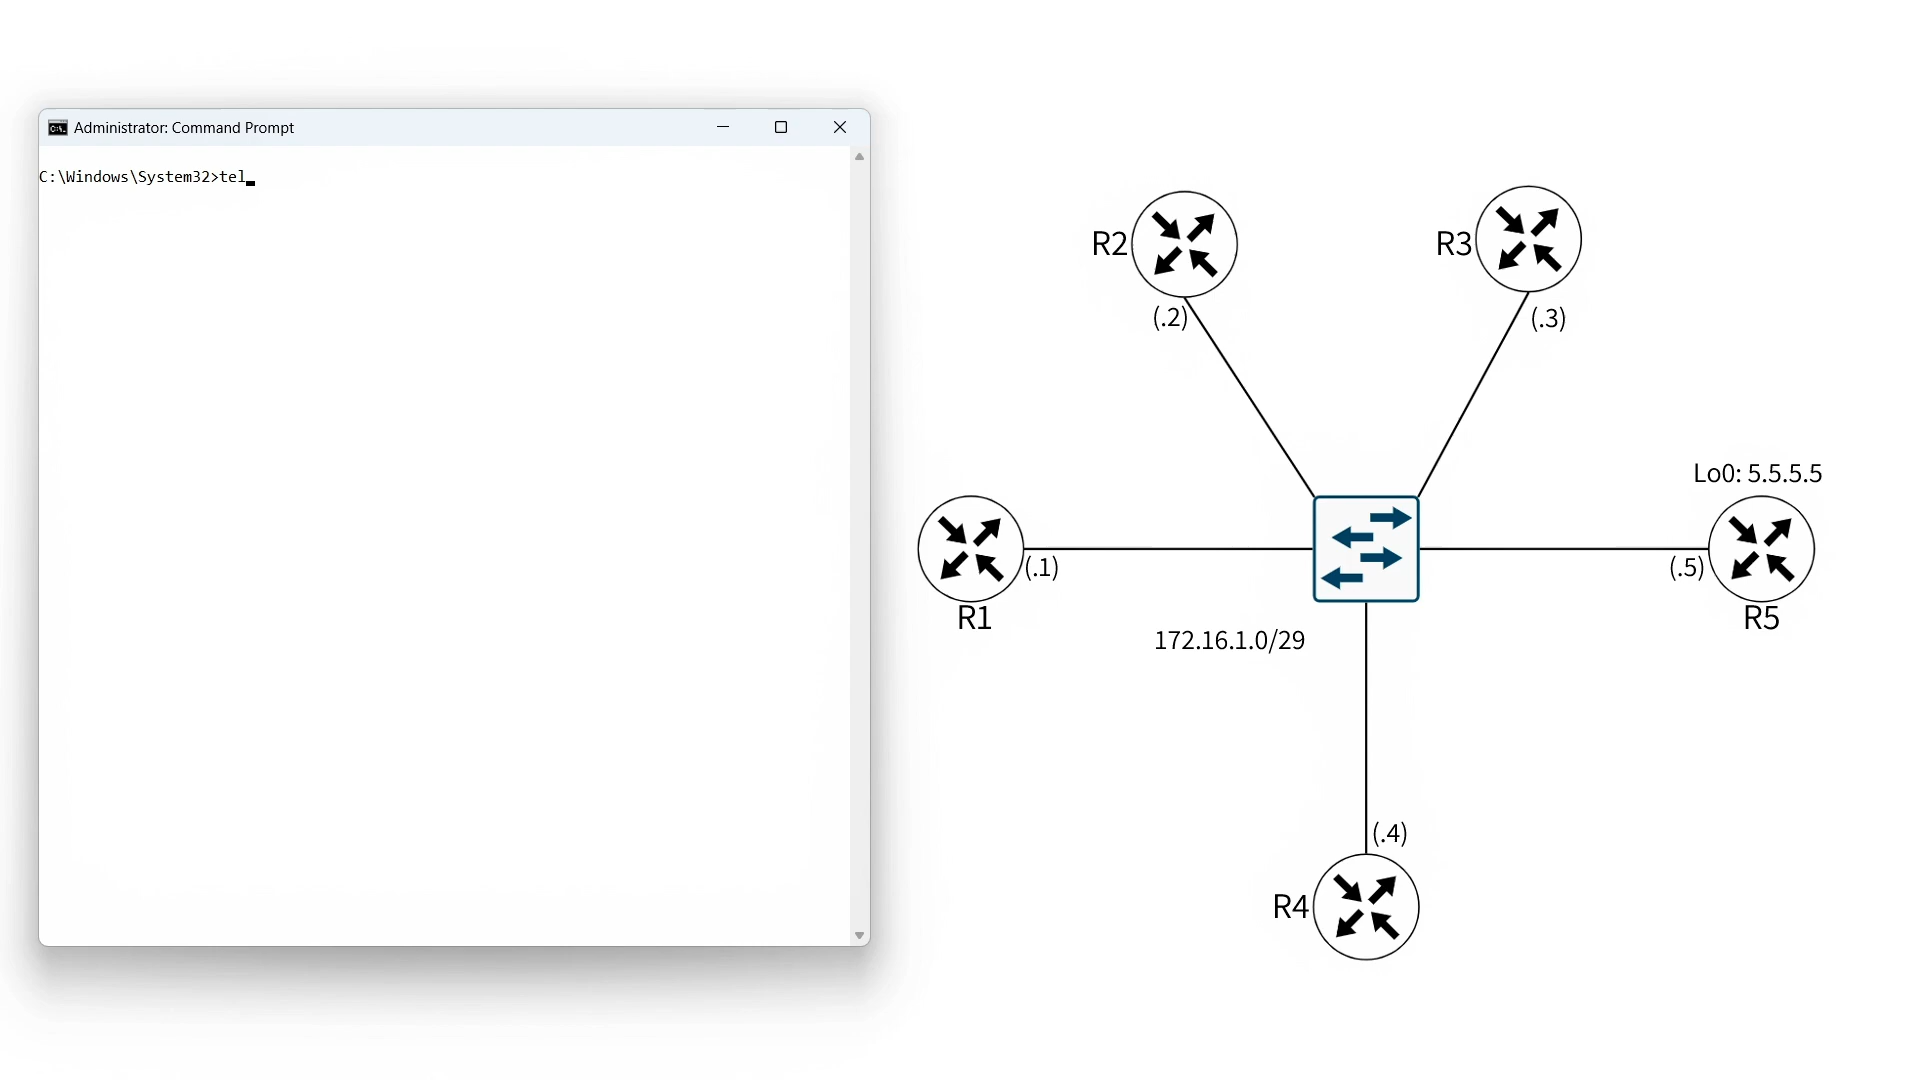 Administrator: Command Prompt
C:\Windows\System32>tel
R2
R3
(.2)
(.3)
Lo0: 5.5.5.5
(.1)
(.5)
R1
R5
172.16.1.0/29
(.4)
R4